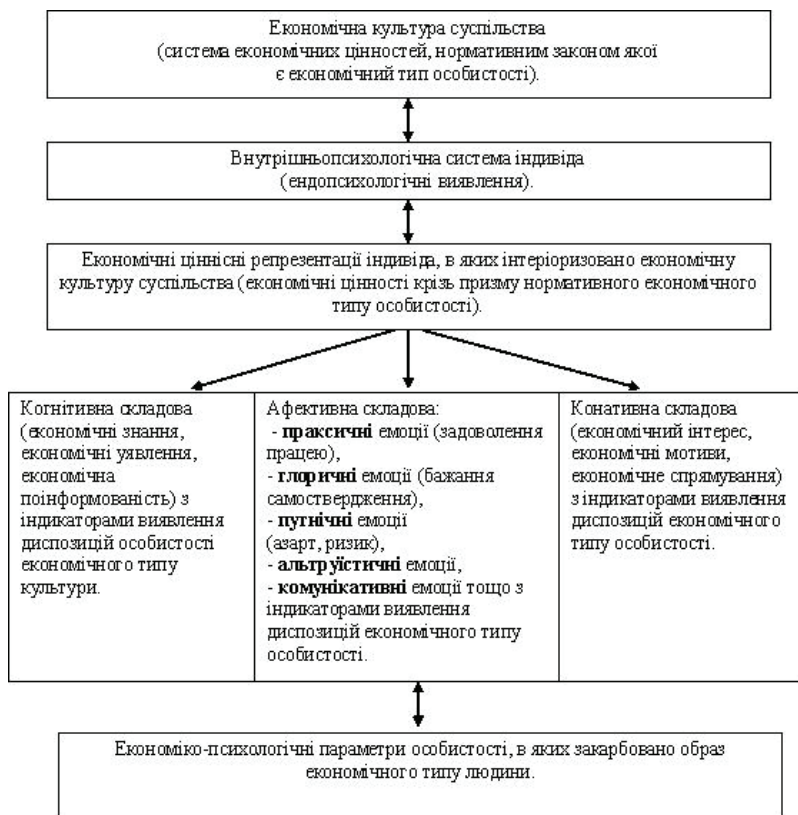 Економічна культура суспільства
(система економічних цінностей, нормативним законом якої
є економічний тип особистості).
Внутрішньопсихологічна система індивіда
(ендопсихологічні виявлення).
Економічні ціннісні репрезентації індивіда, в яких інтеріоризовано економічну
культуру суспільства (економічні цінності крізь призму нормативного економічного
типу особистості).
Когнітивна складова
(економічні знання,
економічні уявлення,
економічна
поінформованість) з
індикаторами виявлення
диспозицій особистості
економічного типу
культури.
Афективна складова:
- праксичні емоції (задоволення
працею),
- глоричні емоції (бажання
самоствердження),
- пугнічні емоції
(азарт, ризик),
- альтруїстичні емоції,
- комунікативні емоції тощо з
індикаторами виявлення
диспозицій економічного типу
особистості.
Конативна складова
(економічний інтерес,
економічні мотиви,
економічне спрямування)
з індикаторами виявлення
диспозицій економічного
типу особистості.
Економіко-психологічні параметри особистості, в яких закарбовано образ
економічного типу людини.